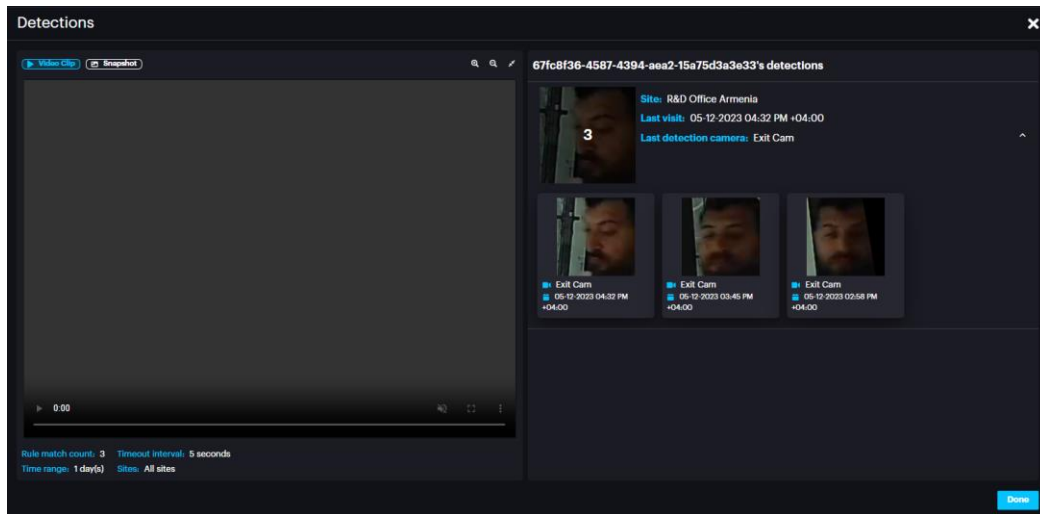 Detections
Video Clip Snapshot
0:00
Rule match count: 3 Timeout interval: 5 seconds
Time range: 1 day(s) Sites: All sites
67fc8f36-4587-4394-aea2-15a75d3a3e33's detections
3
Site: R&D Office Armenia
Last visit: 05-12-2023 04:32 PM +04:00
Last detection camera: Exit Cam
Exit Cam
05-12-2023 04:32 PM
+04:00
Exit Cam
05-12-2023 03:45 PM
+04:00
Exit Cam
05-12-2023 02:58 PM
+04:00
Done